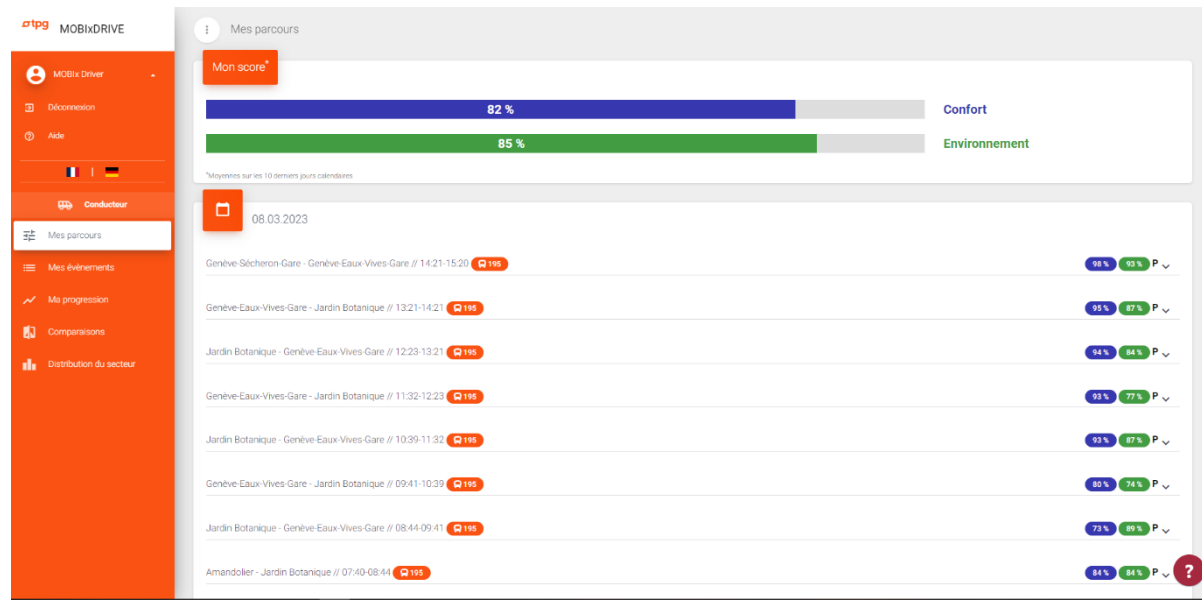 tpg MOBIxDRIVE
MOBIx Driver
Déconnexion
Aide
|
Conducteur
Mes parcours
Mes évènements
Ma progression
Comparaisons
Distribution du secteur
Mes parcours
Mon score*
82 % Confort
85 % Environnement
*Moyennes sur les 10 derniers jours calendaires
08.03.2023
Genève-Sécheron-Gare - Genève-Eaux-Vives-Gare // 14:21-15:20 195 98 % 93 % P
Genève-Eaux-Vives-Gare - Jardin Botanique // 13:21-14:21 195 95 % 87 % P
Jardin Botanique - Genève-Eaux-Vives-Gare // 12:23-13:21 195 94 % 84 % P
Genève-Eaux-Vives-Gare - Jardin Botanique // 11:32-12:23 195 93 % 77 % P
Jardin Botanique - Genève-Eaux-Vives-Gare // 10:39-11:32 195 93 % 87 % P
Genève-Eaux-Vives-Gare - Jardin Botanique // 09:41-10:39 195 80 % 74 % P
Jardin Botanique - Genève-Eaux-Vives-Gare // 08:44-09:41 195 73 % 89 % P
Amandolier - Jardin Botanique // 07:40-08:44 195 84 % 84 % P
?